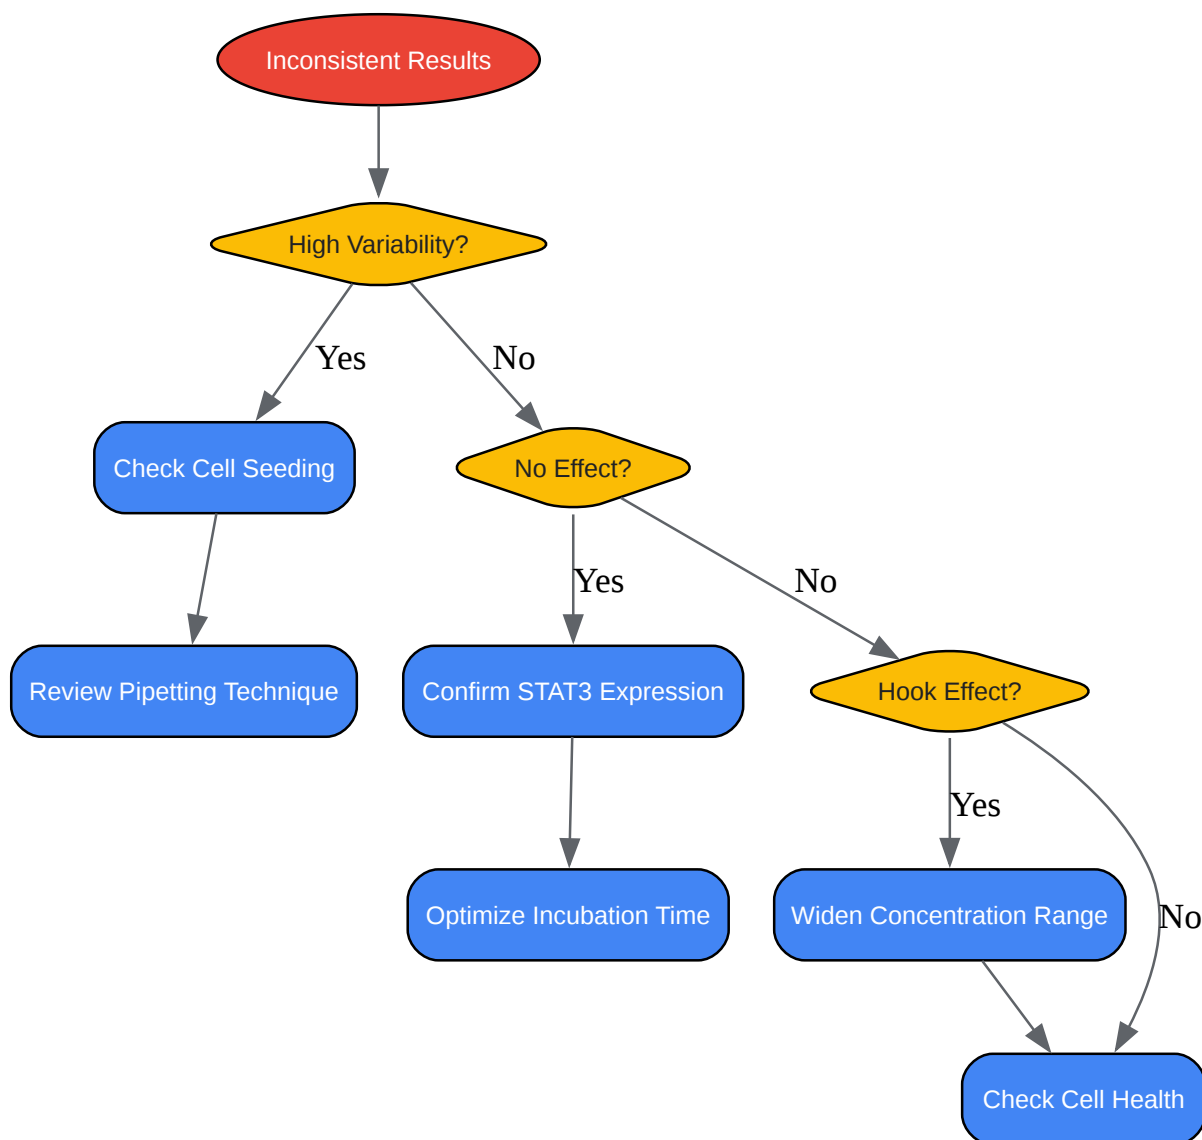 Inconsistent Results
High Variability?
Yes
No
Check Cell Seeding
No Effect?
Yes
No
Review Pipetting Technique
Confirm STAT3 Expression
Hook Effect?
Yes
Optimize Incubation Time
Widen Concentration Range
No
Check Cell Health